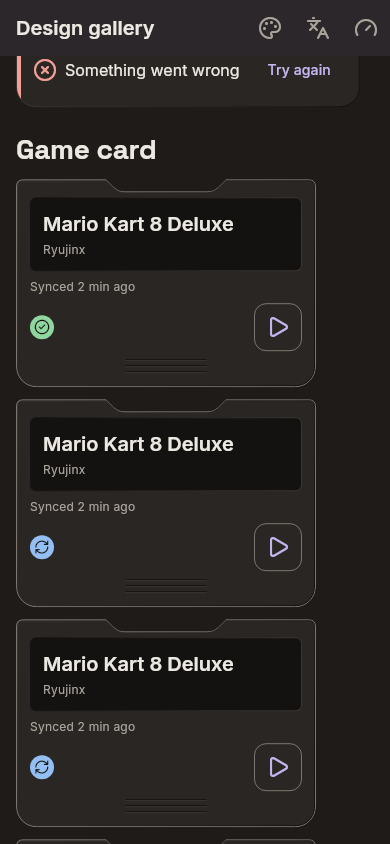 Design gallery
Something went wrong Try again
Game card
Mario Kart 8 Deluxe
Ryujinx
Synced 2 min ago
Mario Kart 8 Deluxe
Ryujinx
Synced 2 min ago
Mario Kart 8 Deluxe
Ryujinx
Synced 2 min ago